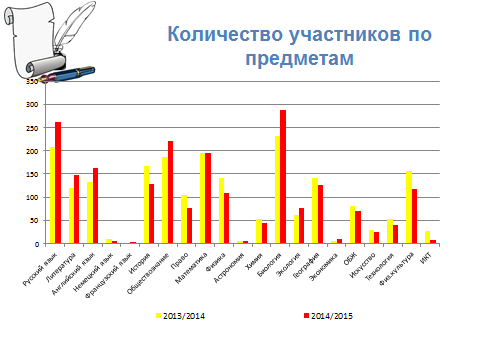 Количество участников по
предметам
350
300
250
200
150
100
50
0
Русский язык
Литература
Английский язык
Немецкий язык
Французский язык
История
Обществознание
Право
Математика
Физика
Астрономия
Химия
Биология
Экология
География
Экономика
ОБЖ
Искусство
Технология
Физ.культура
ИКТ
2013/2014
2014/2015